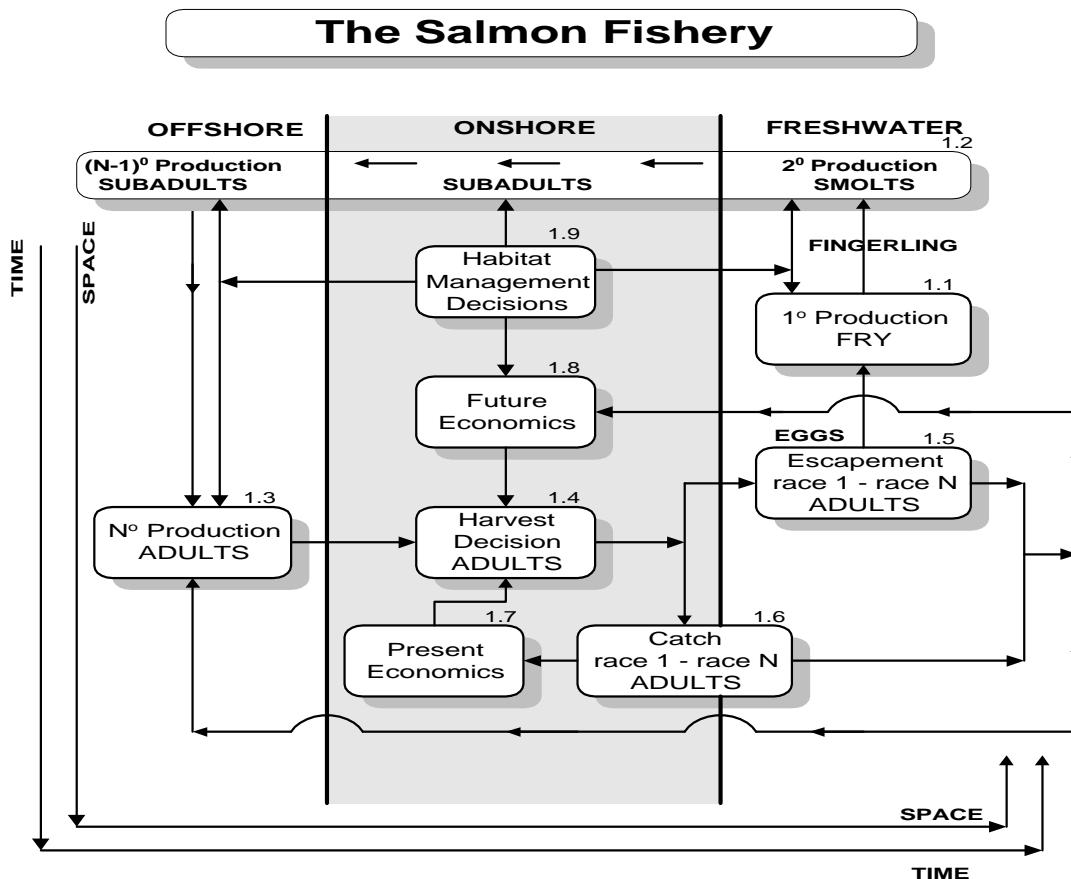 The Salmon Fishery
OFFSHORE
ONSHORE
FRESHWATER
1.2
(N-1)⁰ Production
SUBADULTS
SUBADULTS
2⁰ Production
SMOLTS
TIME
SPACE
1.9
Habitat
Management
Decisions
FINGERLING
1.1
1º Production
FRY
1.8
Future
Economics
EGGS
1.5
Escapement
race 1 - race N
ADULTS
1.3
Nº Production
ADULTS
1.4
Harvest
Decision
ADULTS
1.7
Present
Economics
1.6
Catch
race 1 - race N
ADULTS
SPACE
TIME